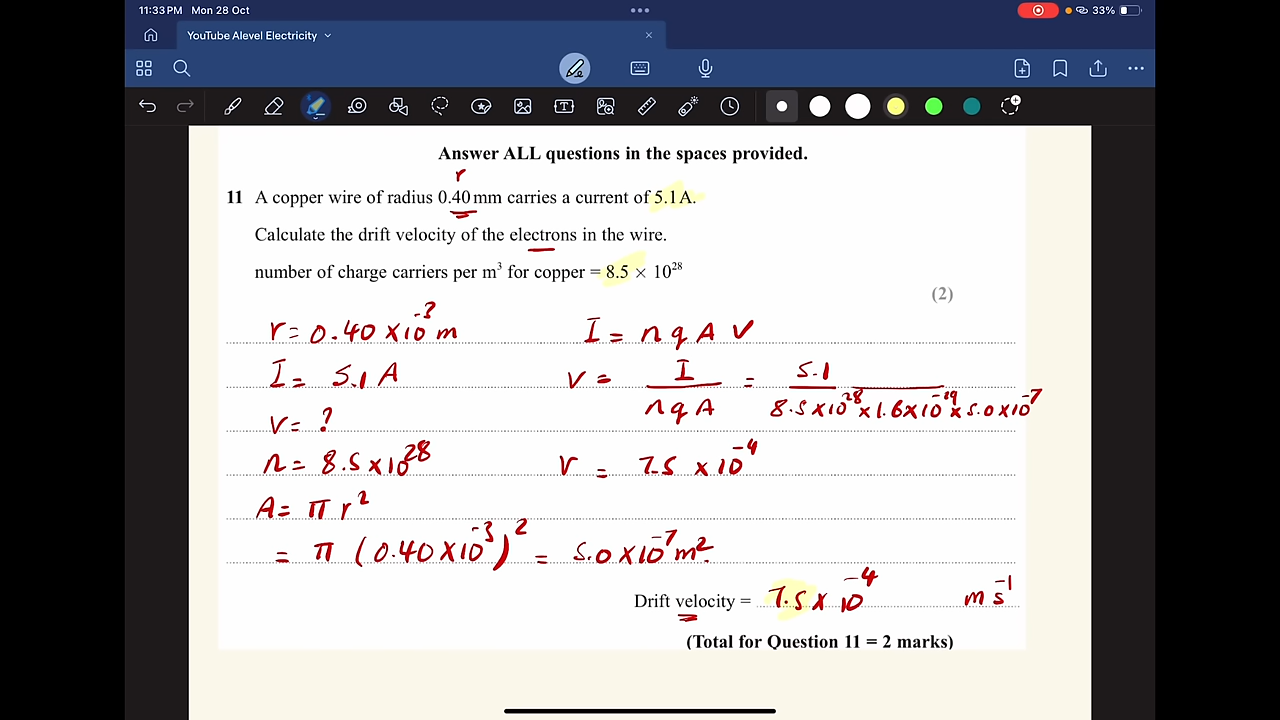 11:33 PM Mon 28 Oct
33%
YouTube Alevel Electricity
Answer ALL questions in the spaces provided.
r
11 A copper wire of radius 0.40 mm carries a current of 5.1 A.
Calculate the drift velocity of the electrons in the wire.
number of charge carriers per m³ for copper = 8.5 × 10²⁸
(2)
r = 0.40 × 10⁻³ m
I = n q A v
I = 5.1 A
v = I / n q A = 5.1 / 8.5 × 10²⁸ × 1.6 × 10⁻¹⁹ × 5.0 × 10⁻⁷
v = ?
n = 8.5 × 10²⁸
v = 7.5 × 10⁻⁴
A = π r²
= π (0.40 × 10⁻³)² = 5.0 × 10⁻⁷ m².
Drift velocity = 7.5 × 10⁻⁴ m s⁻¹
(Total for Question 11 = 2 marks)